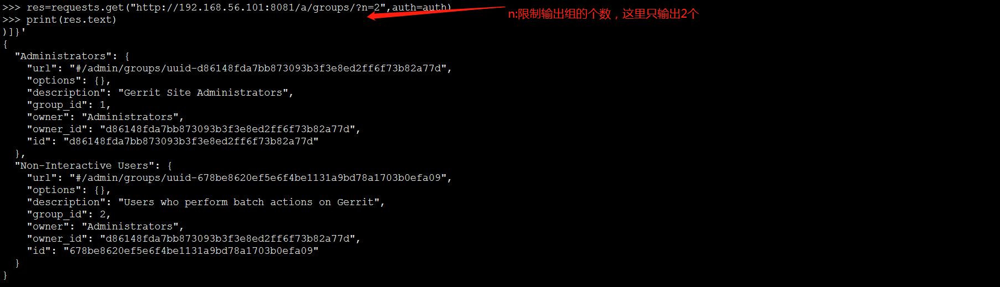 >>> res=requests.get("http://192.168.56.101:8081/a/groups/?n=2",auth=auth)
n:限制输出组的个数，这里只输出2个
>>> print(res.text)
)]}'
{
  "Administrators": {
    "url": "#/admin/groups/uuid-d86148fda7bb873093b3f3e8ed2ff6f73b82a77d",
    "options": {},
    "description": "Gerrit Site Administrators",
    "group_id": 1,
    "owner": "Administrators",
    "owner_id": "d86148fda7bb873093b3f3e8ed2ff6f73b82a77d",
    "id": "d86148fda7bb873093b3f3e8ed2ff6f73b82a77d"
  },
  "Non-Interactive Users": {
    "url": "#/admin/groups/uuid-678be8620ef5e6f4be1131a9bd78a1703b0efa09",
    "options": {},
    "description": "Users who perform batch actions on Gerrit",
    "group_id": 2,
    "owner": "Administrators",
    "owner_id": "d86148fda7bb873093b3f3e8ed2ff6f73b82a77d",
    "id": "678be8620ef5e6f4be1131a9bd78a1703b0efa09"
  }
}